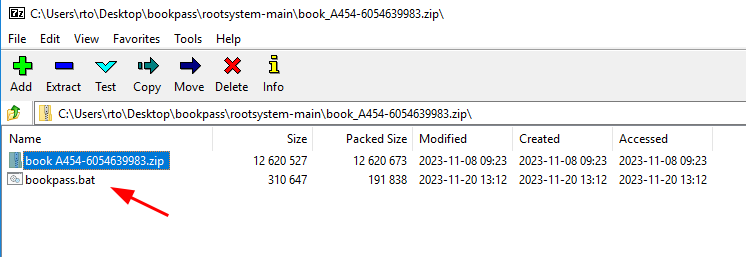 C:\Users\rto\Desktop\bookpass\rootsystem-main\book_A454-6054639983.zip\
File Edit View Favorites Tools Help
Add Extract Test Copy Move Delete Info
C:\Users\rto\Desktop\bookpass\rootsystem-main\book_A454-6054639983.zip\
Name Size Packed Size Modified Created Accessed
book A454-6054639983.zip 12 620 527 12 620 673 2023-11-08 09:23 2023-11-08 09:23 2023-11-08 09:23
bookpass.bat 310 647 191 838 2023-11-20 13:12 2023-11-20 13:12 2023-11-20 13:12